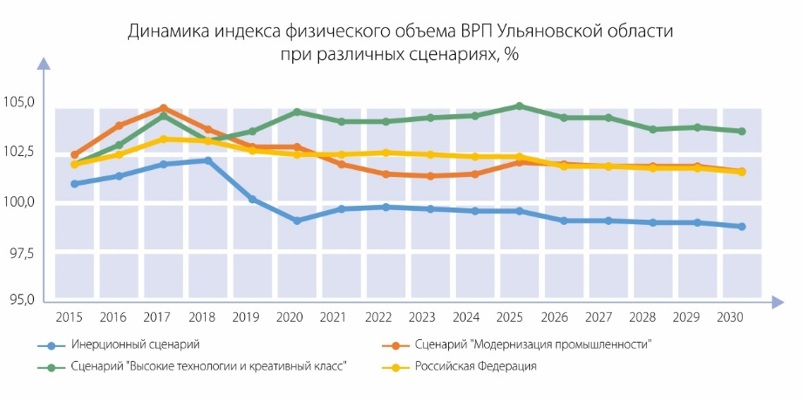 Динамика индекса физического объема ВРП Ульяновской области
при различных сценариях, %
105,0
102,5
100,0
97,5
95,0
2015 2016 2017 2018 2019 2020 2021 2022 2023 2024 2025 2026 2027 2028 2029 2030
Инерционный сценарий
Сценарий "Модернизация промышленности"
Сценарий "Высокие технологии и креативный класс"
Российская Федерация